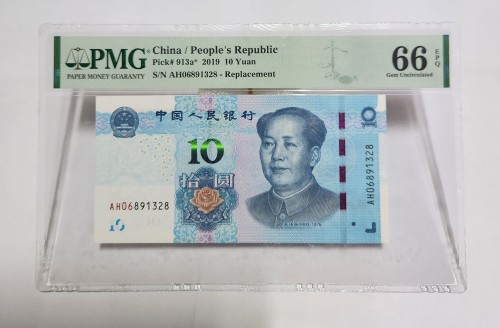 PMG
PAPER MONEY GUARANTY
China / People's Republic
Pick# 913a* 2019 10 Yuan
S/N AH06891328 - Replacement
66 EPQ
Gem Uncirculated
中国人民银行
10
拾圆
AH06891328
10
AH06891328